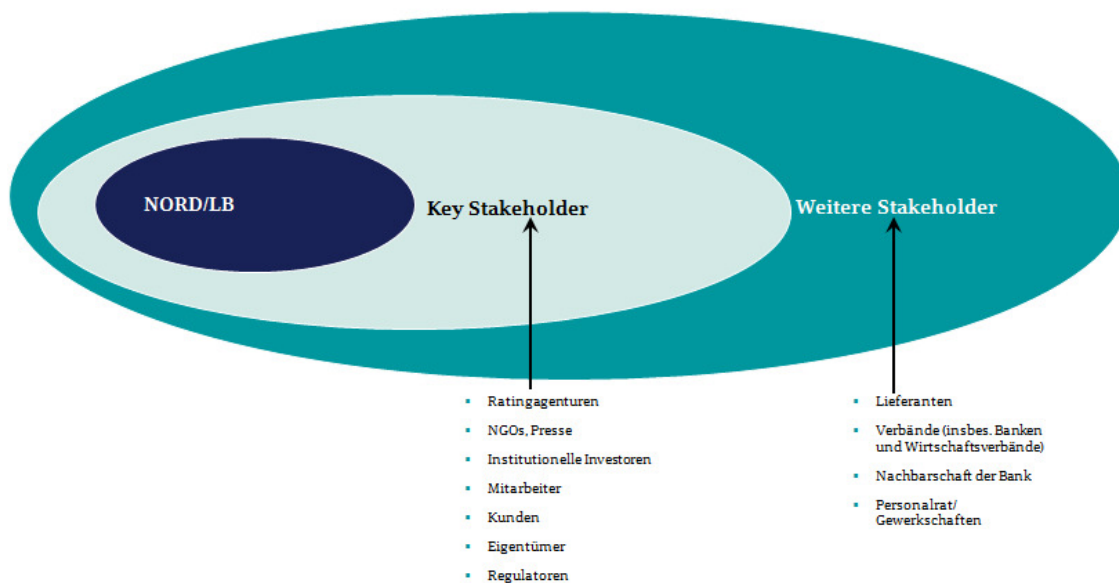 NORD/LB
Key Stakeholder
Weitere Stakeholder
Ratingagenturen
NGOs, Presse
Institutionelle Investoren
Mitarbeiter
Kunden
Eigentümer
Regulatoren
Lieferanten
Verbände (insbes. Banken
und Wirtschaftsverbände)
Nachbarschaft der Bank
Personalrat/
Gewerkschaften